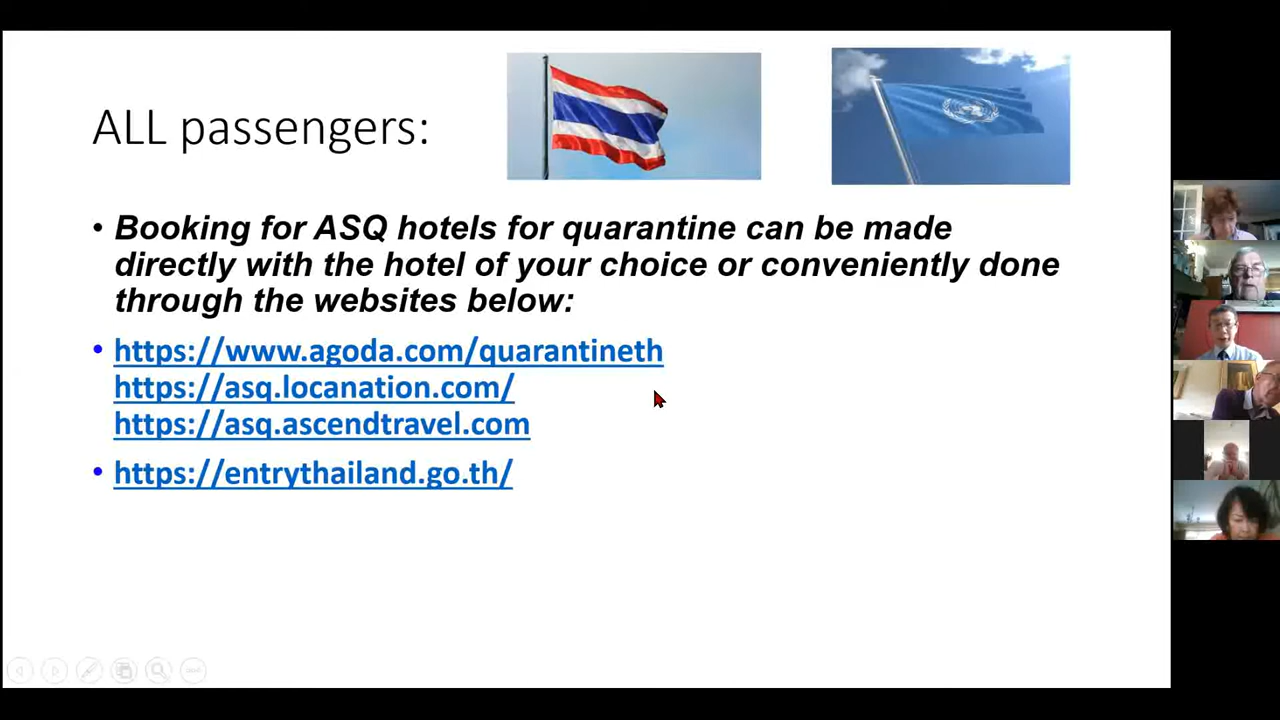 ALL passengers:
• Booking for ASQ hotels for quarantine can be made
directly with the hotel of your choice or conveniently done
through the websites below:
• https://www.agoda.com/quarantineth
https://asq.locanation.com/
https://asq.ascendtravel.com
• https://entrythailand.go.th/